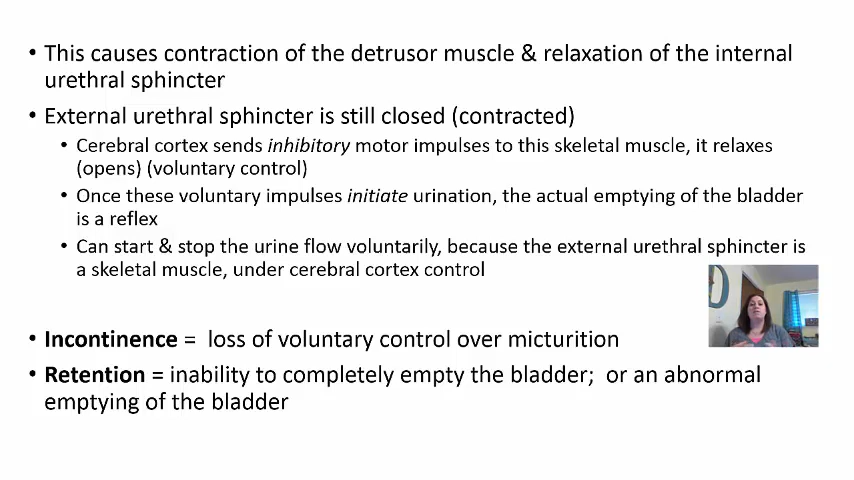 • This causes contraction of the detrusor muscle & relaxation of the internal
urethral sphincter
• External urethral sphincter is still closed (contracted)
• Cerebral cortex sends inhibitory motor impulses to this skeletal muscle, it relaxes
(opens) (voluntary control)
• Once these voluntary impulses initiate urination, the actual emptying of the bladder
is a reflex
• Can start & stop the urine flow voluntarily, because the external urethral sphincter is
a skeletal muscle, under cerebral cortex control
• Incontinence = loss of voluntary control over micturition
• Retention = inability to completely empty the bladder; or an abnormal
emptying of the bladder